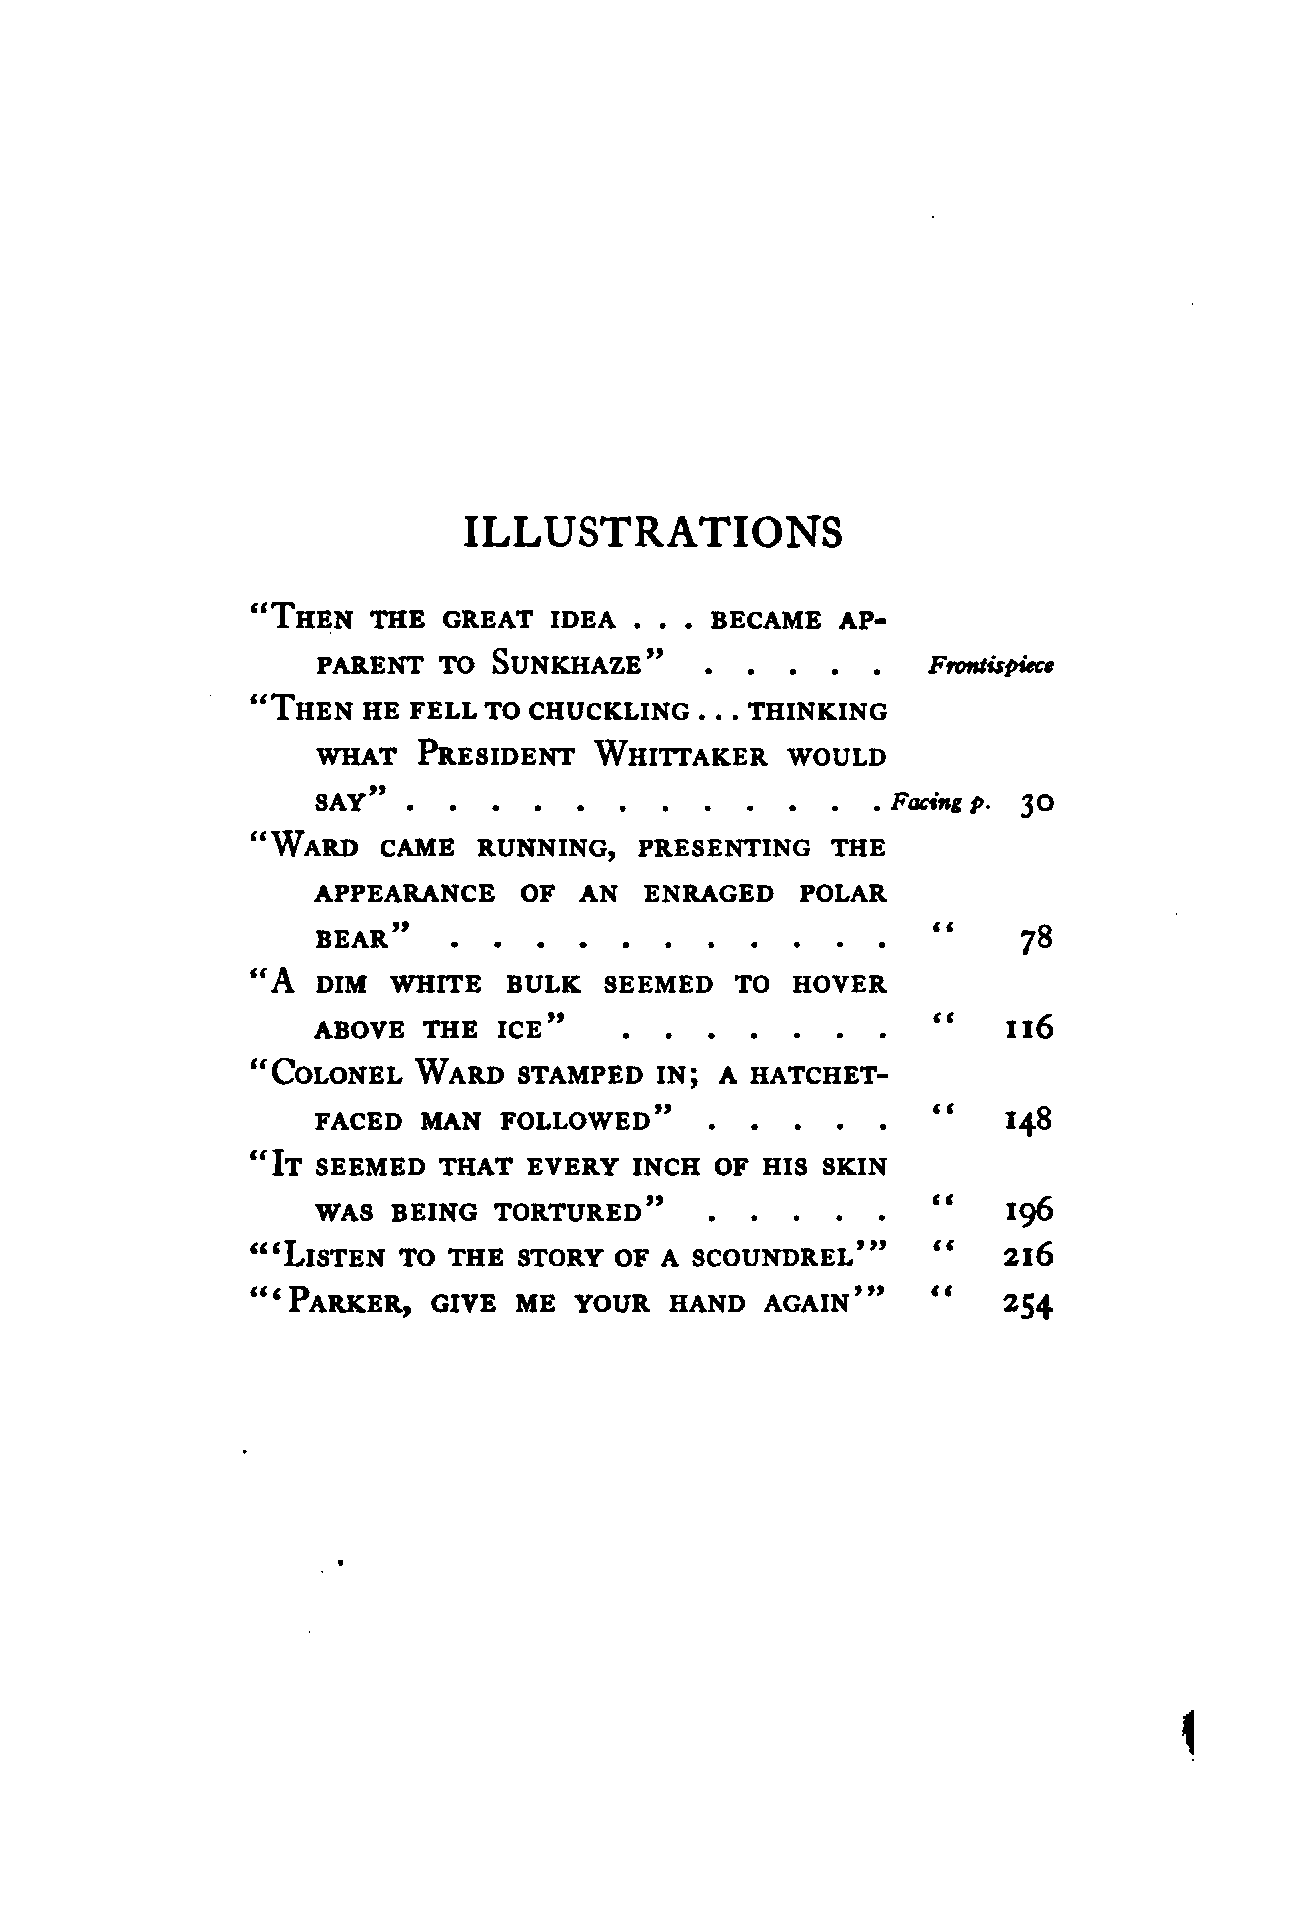 ILLUSTRATIONS
“Then the great idea . . . became ap-
parent to Sunkhaze” . . . . . Frontispiece
“Then he fell to chuckling . . . thinking
what President Whittaker would
say” . . . . . . . . . . . . Facing p. 30
“Ward came running, presenting the
appearance of an enraged polar
bear” . . . . . . . . . . . “ 78
“A dim white bulk seemed to hover
above the ice” . . . . . . . “ 116
“Colonel Ward stamped in; a hatchet-
faced man followed” . . . . . “ 148
“It seemed that every inch of his skin
was being tortured” . . . . . “ 196
“‘Listen to the story of a scoundrel’” “ 216
“‘Parker, give me your hand again’” “ 254